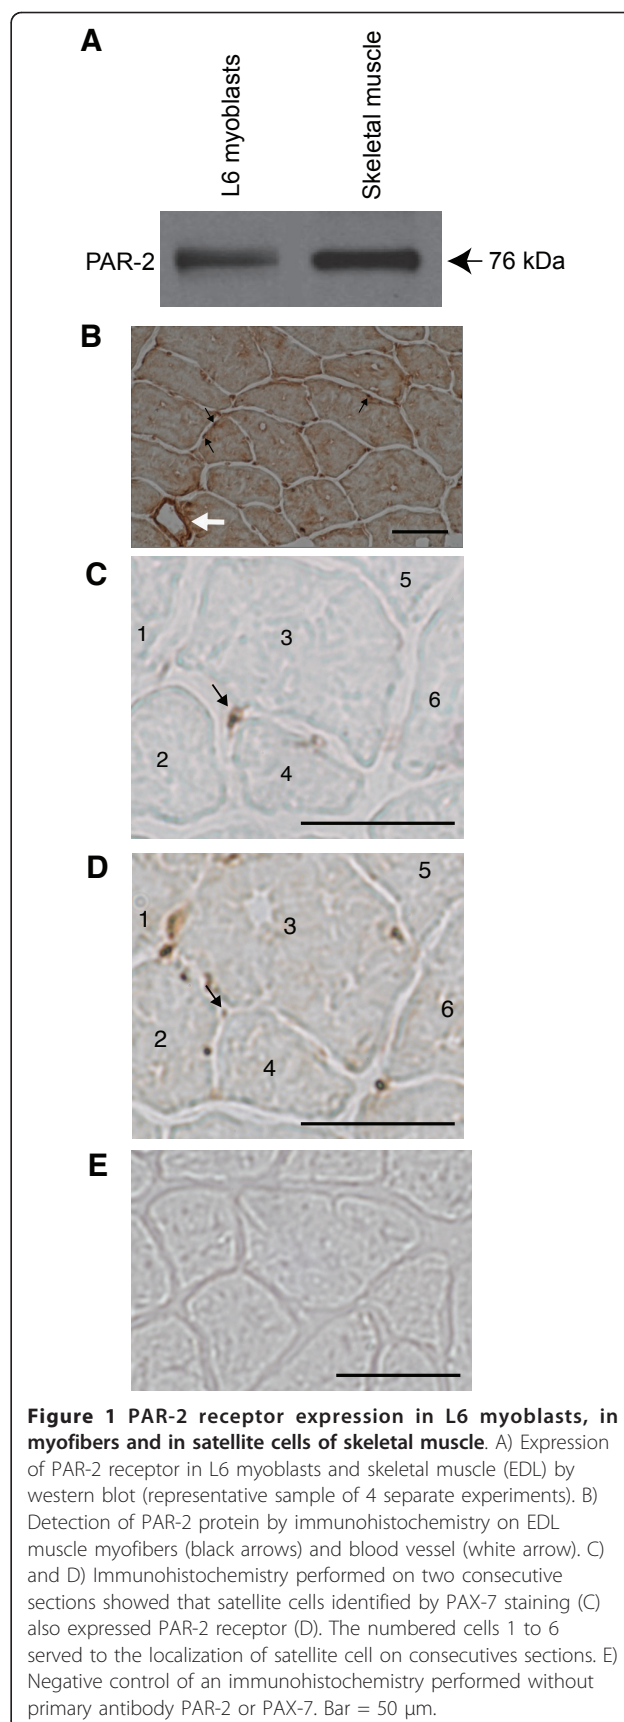 A
L6 myoblasts
Skeletal muscle
PAR-2
76 kDa
B
C
5
1
3
6
2
4
D
5
1
3
6
2
4
E
Figure 1 PAR-2 receptor expression in L6 myoblasts, in
myofibers and in satellite cells of skeletal muscle. A) Expression
of PAR-2 receptor in L6 myoblasts and skeletal muscle (EDL) by
western blot (representative sample of 4 separate experiments). B)
Detection of PAR-2 protein by immunohistochemistry on EDL
muscle myofibers (black arrows) and blood vessel (white arrow). C)
and D) Immunohistochemistry performed on two consecutive
sections showed that satellite cells identified by PAX-7 staining (C)
also expressed PAR-2 receptor (D). The numbered cells 1 to 6
served to the localization of satellite cell on consecutives sections. E)
Negative control of an immunohistochemistry performed without
primary antibody PAR-2 or PAX-7. Bar = 50 μm.